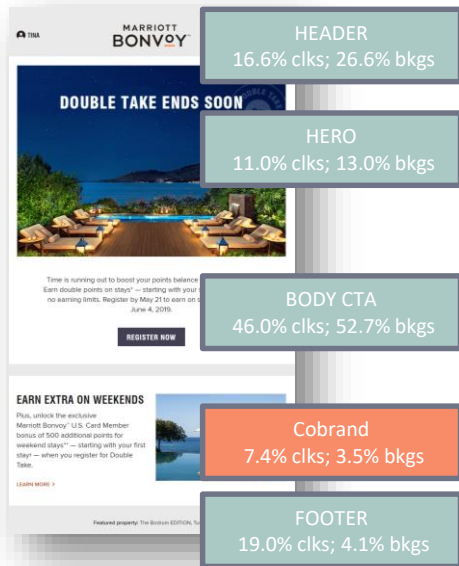 TINA
MARRIOTT
BONVOY
HEADER
16.6% clks; 26.6% bkgs
DOUBLE TAKE ENDS SOON
DOUBLE TAKE
HERO
11.0% clks; 13.0% bkgs
Time is running out to boost your points balance
Earn double points on stays* — starting with your
no earning limits. Register by May 21 to earn on
June 4, 2019.
REGISTER NOW
BODY CTA
46.0% clks; 52.7% bkgs
EARN EXTRA ON WEEKENDS
Plus, unlock the exclusive
Marriott Bonvoy™ U.S. Card Member
bonus of 500 additional points for
weekend stays** — starting with your first
stay — when you register for Double
Take.
LEARN MORE >
Cobrand
7.4% clks; 3.5% bkgs
Featured property: The Bodrum EDITION,
FOOTER
19.0% clks; 4.1% bkgs